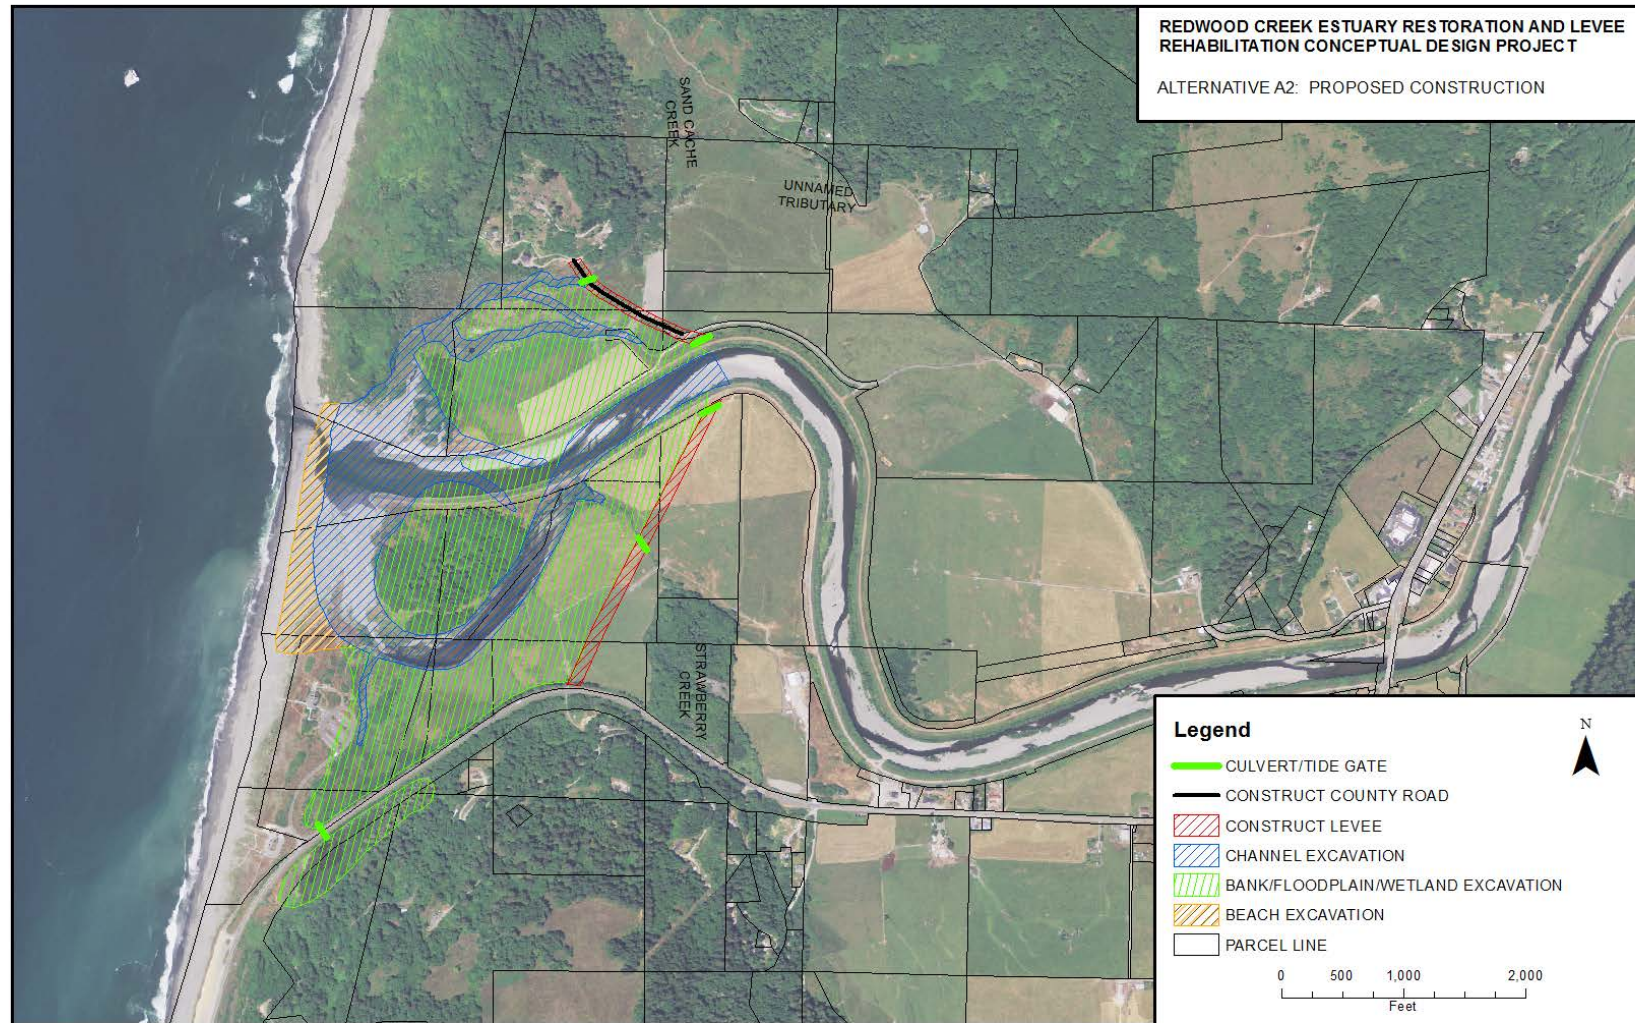 REDWOOD CREEK ESTUARY RESTORATION AND LEVEE
REHABILITATION CONCEPTUAL DESIGN PROJECT
ALTERNATIVE A2: PROPOSED CONSTRUCTION
SAND CACHE
CREEK
UNNAMED
TRIBUTARY
STRAWBERRY
CREEK
Legend
N
CULVERT/TIDE GATE
CONSTRUCT COUNTY ROAD
CONSTRUCT LEVEE
CHANNEL EXCAVATION
BANK/FLOODPLAIN/WETLAND EXCAVATION
BEACH EXCAVATION
PARCEL LINE
0 500 1,000 2,000
Feet